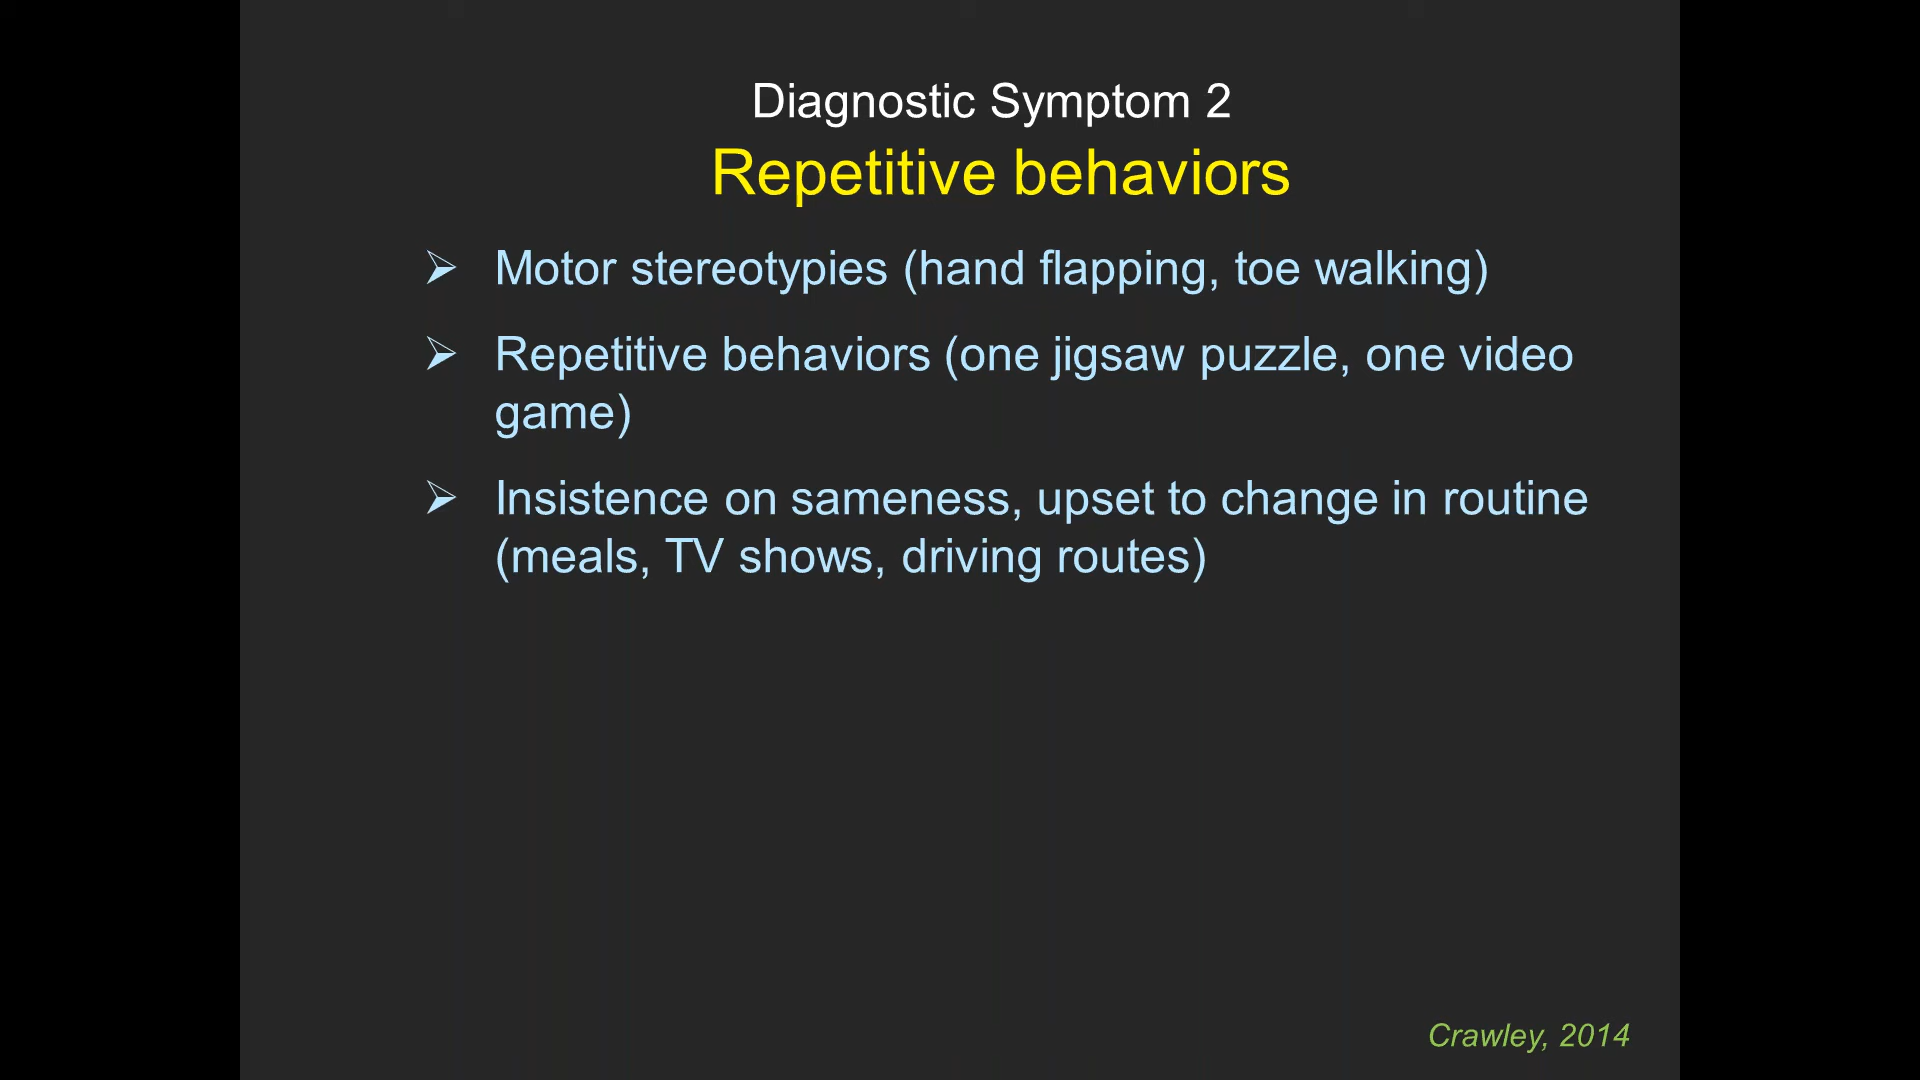 Diagnostic Symptom 2
Repetitive behaviors
➢ Motor stereotypies (hand flapping, toe walking)
➢ Repetitive behaviors (one jigsaw puzzle, one video
game)
➢ Insistence on sameness, upset to change in routine
(meals, TV shows, driving routes)
Crawley, 2014